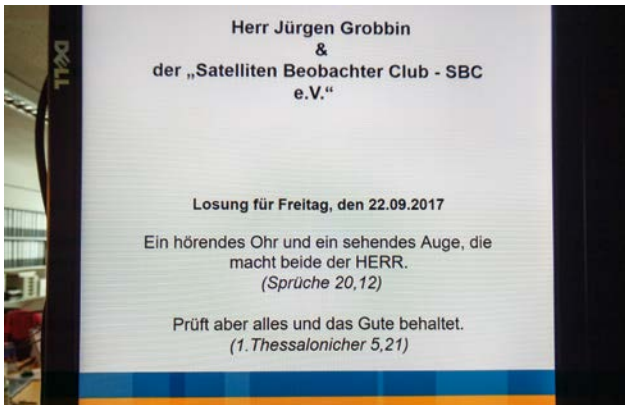 DELL
Herr Jürgen Grobbin
&
der „Satelliten Beobachter Club - SBC
e.V.“
Losung für Freitag, den 22.09.2017
Ein hörendes Ohr und ein sehendes Auge, die
macht beide der HERR.
(Sprüche 20,12)
Prüft aber alles und das Gute behaltet.
(1.Thessalonicher 5,21)